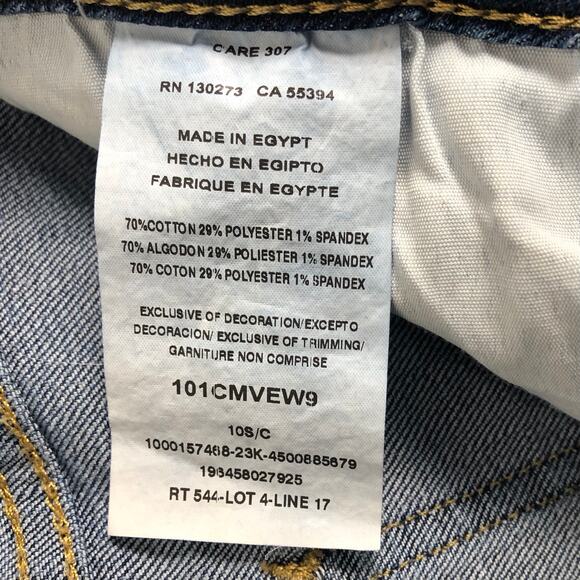 CARE 307
RN 130273 CA 55394
MADE IN EGYPT
HECHO EN EGIPTO
FABRIQUE EN EGYPTE
70%COTTON 29% POLYESTER 1% SPANDEX
70% ALGODON 29% POLIESTER 1% SPANDEX
70% COTON 29% POLYESTER 1% SPANDEX
EXCLUSIVE OF DECORATION/EXCEPTO
DECORACION/ EXCLUSIVE OF TRIMMING/
GARNITURE NON COMPRISE
101CMVEW9
10S/C
1000157468-23K-4500885679
196458027925
RT 544-LOT 4-LINE 17